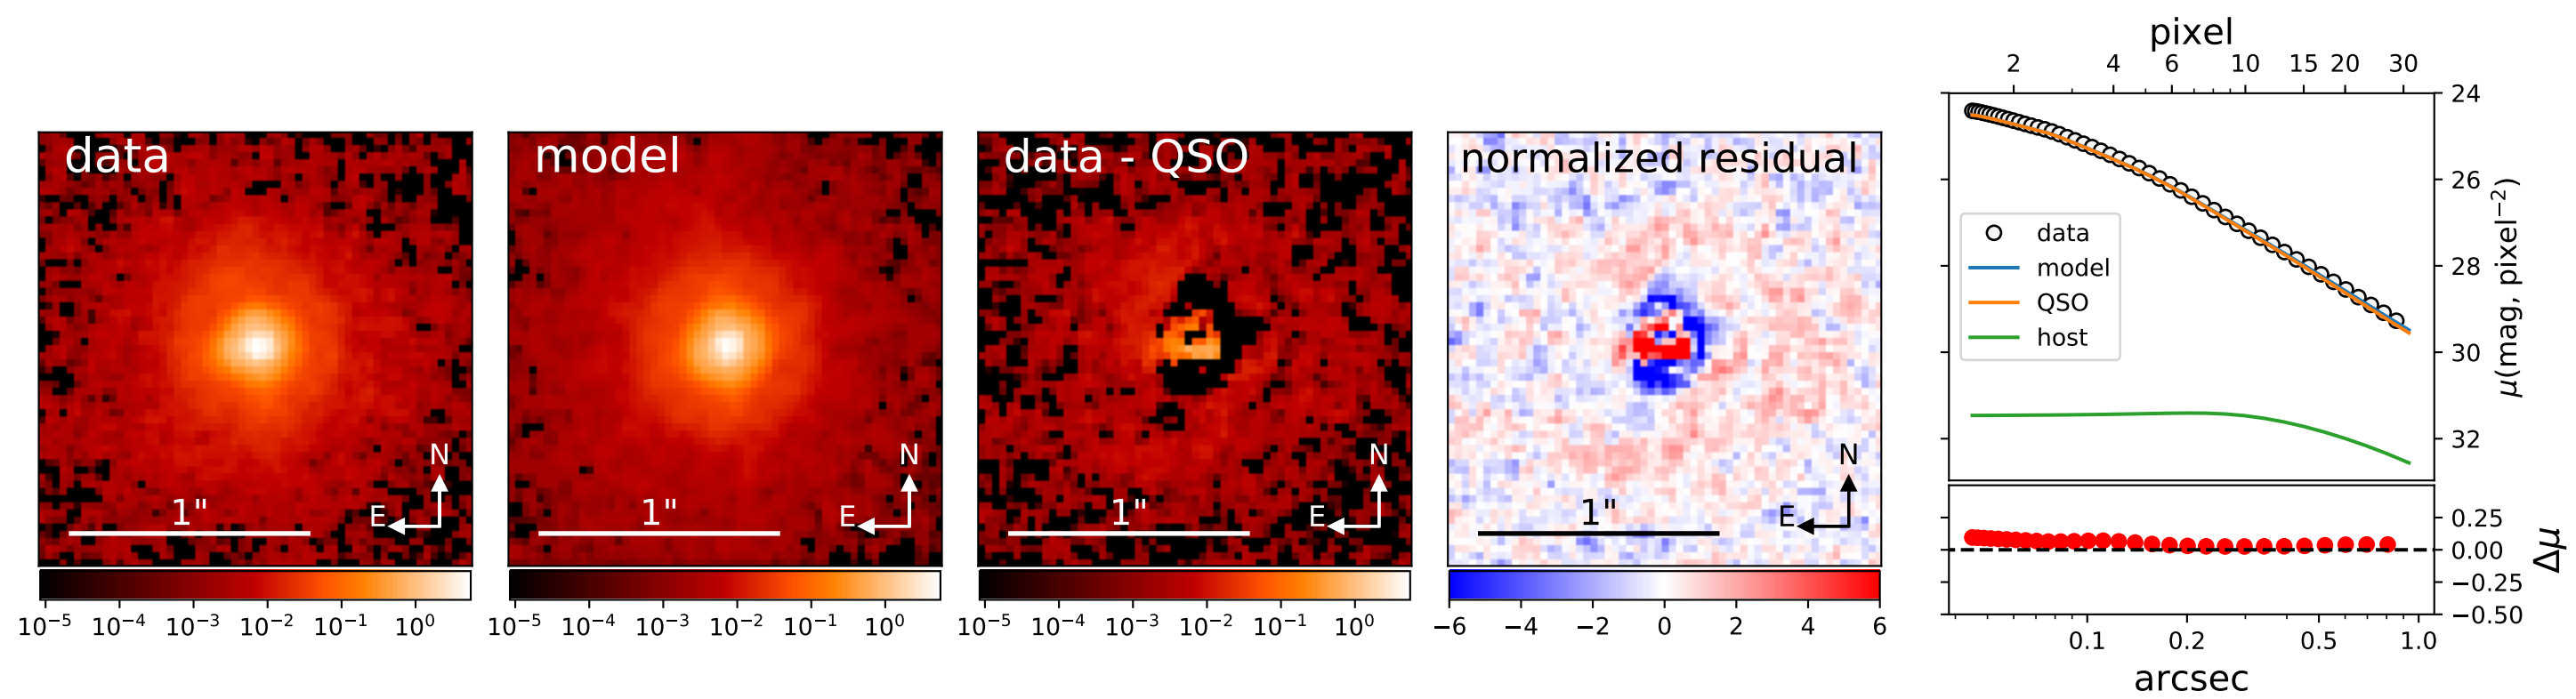 data
N
E
1"
10⁻⁵ 10⁻⁴ 10⁻³ 10⁻² 10⁻¹ 10⁰
model
N
E
1"
10⁻⁵ 10⁻⁴ 10⁻³ 10⁻² 10⁻¹ 10⁰
data - QSO
N
E
1"
10⁻⁵ 10⁻⁴ 10⁻³ 10⁻² 10⁻¹ 10⁰
normalized residual
N
E
1"
−6 −4 −2 0 2 4 6
pixel
2 4 6 10 15 20 30
24
26
28
30
32
μ(mag, pixel⁻²)
data
model
QSO
host
0.25
0.00
−0.25
−0.50
Δμ
0.1 0.2 0.5 1.0
arcsec